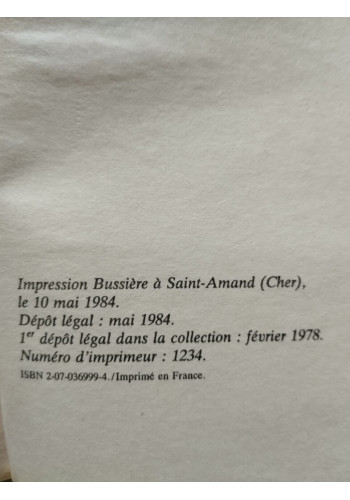 Impression Bussière à Saint-Amand (Cher),
le 10 mai 1984.
Dépôt légal : mai 1984.
1er dépôt légal dans la collection : février 1978.
Numéro d'imprimeur : 1234.
ISBN 2-07-036999-4./Imprimé en France.